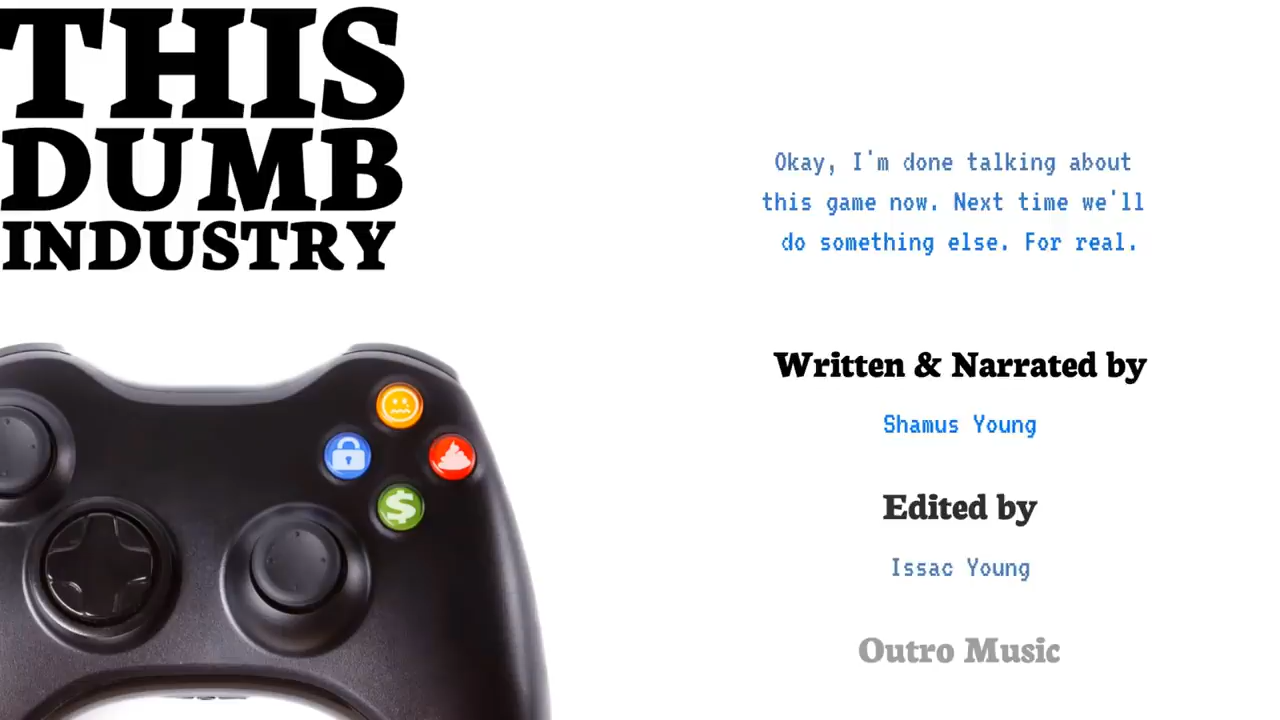 THIS
DUMB
INDUSTRY
Okay, I'm done talking about
this game now. Next time we'll
do something else. For real.
Written & Narrated by
Shamus Young
Edited by
Issac Young
Outro Music
$